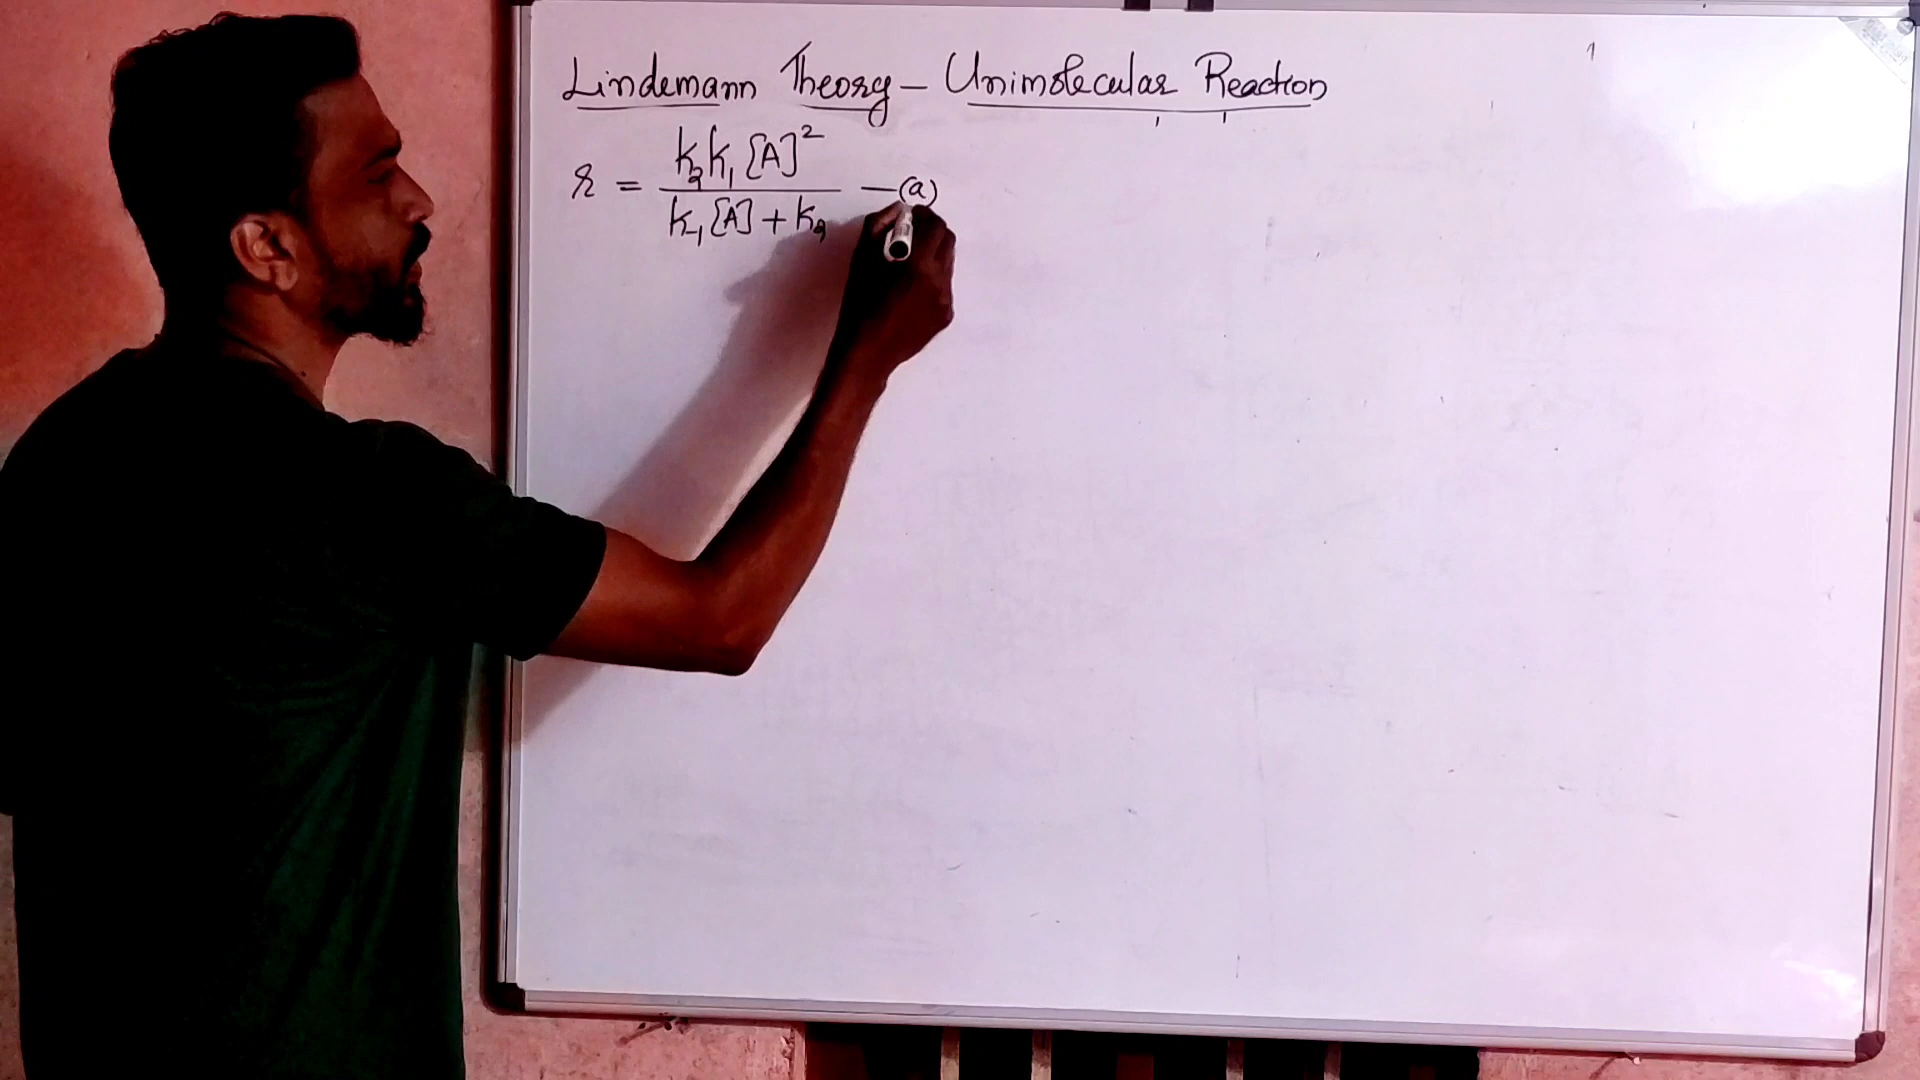 Lindemann Theory – Unimolecular Reaction
r = k₂k₁[A]² / k₋₁[A] + k₂ —(a)